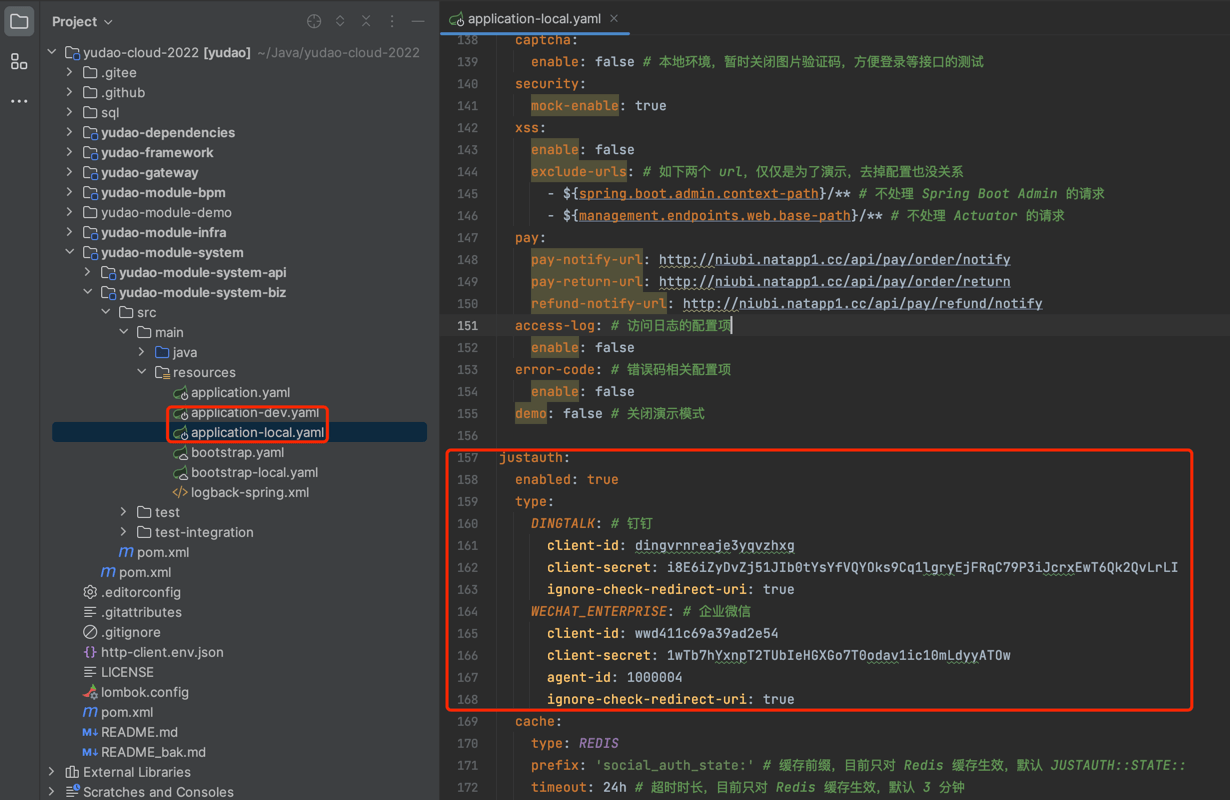 Project
yudao-cloud-2022 [yudao] ~/Java/yudao-cloud-2022
.gitee
.github
sql
yudao-dependencies
yudao-framework
yudao-gateway
yudao-module-bpm
yudao-module-demo
yudao-module-infra
yudao-module-system
yudao-module-system-api
yudao-module-system-biz
src
main
java
resources
application.yaml
application-dev.yaml
application-local.yaml
bootstrap.yaml
bootstrap-local.yaml
</> logback-spring.xml
test
test-integration
m pom.xml
m pom.xml
.editorconfig
.gitattributes
.gitignore
{} http-client.env.json
LICENSE
lombok.config
m pom.xml
M↓ README.md
M↓ README_bak.md
External Libraries
Scratches and Consoles
application-local.yaml
138 captcha:
139 enable: false # 本地环境，暂时关闭图片验证码，方便登录等接口的测试
140 security:
141 mock-enable: true
142 xss:
143 enable: false
144 exclude-urls: # 如下两个 url，仅仅是为了演示，去掉配置也没关系
145 - ${spring.boot.admin.context-path}/** # 不处理 Spring Boot Admin 的请求
146 - ${management.endpoints.web.base-path}/** # 不处理 Actuator 的请求
147 pay:
148 pay-notify-url: http://niubi.natapp1.cc/api/pay/order/notify
149 pay-return-url: http://niubi.natapp1.cc/api/pay/order/return
150 refund-notify-url: http://niubi.natapp1.cc/api/pay/refund/notify
151 access-log: # 访问日志的配置项
152 enable: false
153 error-code: # 错误码相关配置项
154 enable: false
155 demo: false # 关闭演示模式
156
157 justauth:
158 enabled: true
159 type:
160 DINGTALK: # 钉钉
161 client-id: dingvrnreaje3yqvzhxg
162 client-secret: i8E6iZyDvZj51JIb0tYsYfVQYOks9Cq1lgryEjFRqC79P3iJcrxEwT6Qk2QvLrLI
163 ignore-check-redirect-uri: true
164 WECHAT_ENTERPRISE: # 企业微信
165 client-id: wwd411c69a39ad2e54
166 client-secret: 1wTb7hYxnpT2TUbIeHGXGo7T0odav1ic10mLdyyATOw
167 agent-id: 1000004
168 ignore-check-redirect-uri: true
169 cache:
170 type: REDIS
171 prefix: 'social_auth_state:' # 缓存前缀，目前只对 Redis 缓存生效，默认 JUSTAUTH::STATE::
172 timeout: 24h # 超时时长，目前只对 Redis 缓存生效，默认 3 分钟